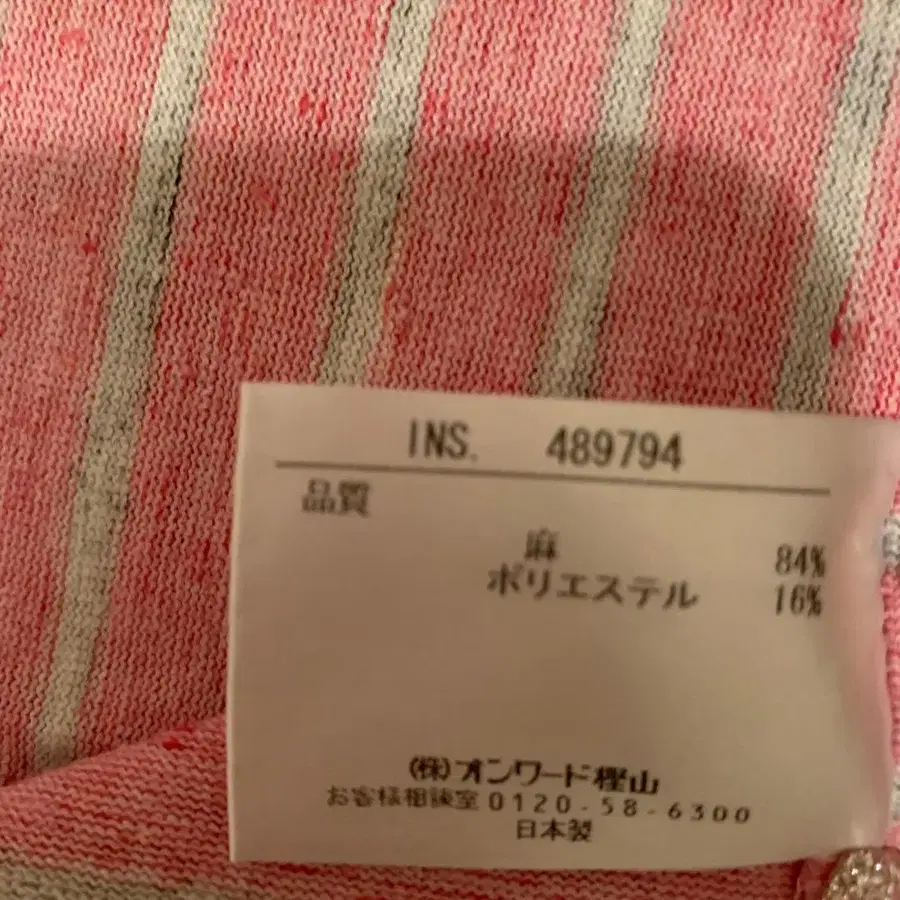 INS. 489794
品質
麻 84%
ポリエステル 16%
(株)オンワード樫山
お客様相談室 0120-58-6300
日本製